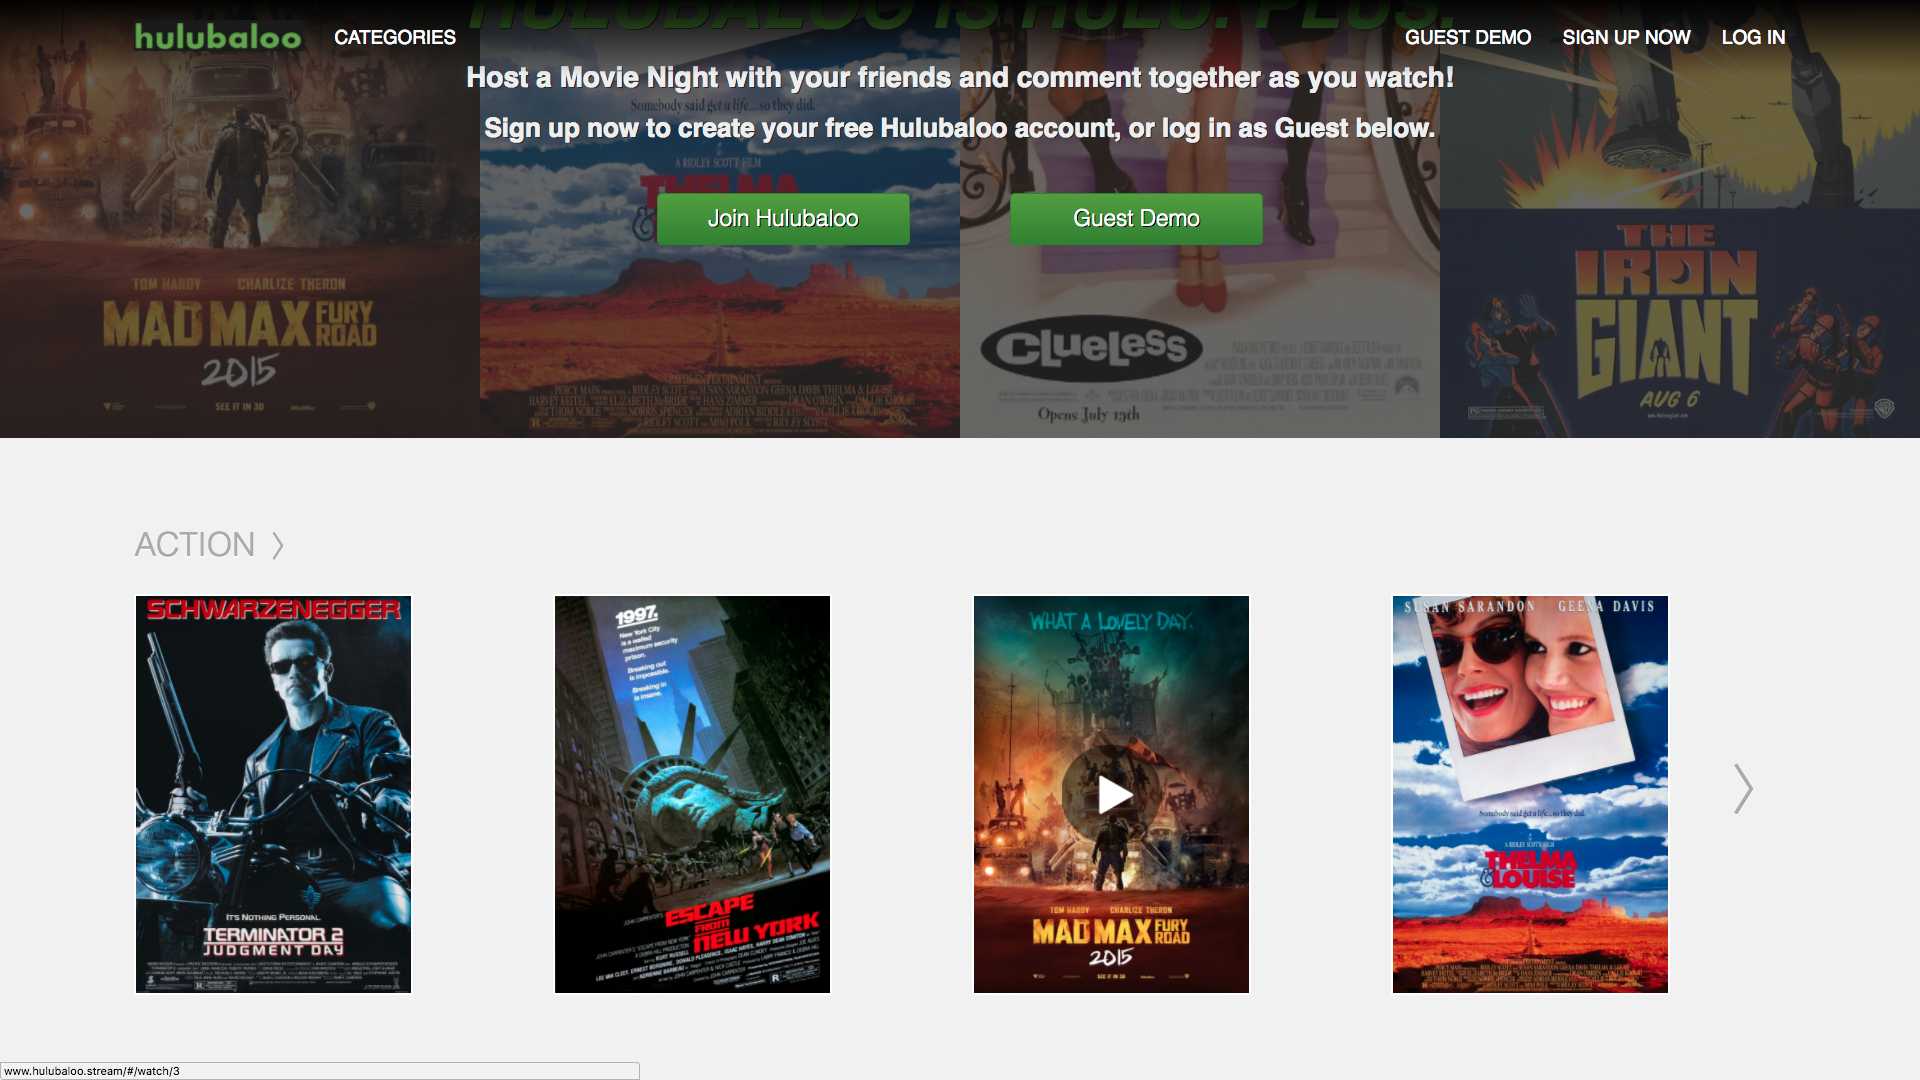 HULUBALOO IS HULU. PLUS.
hulubaloo
CATEGORIES
GUEST DEMO
SIGN UP NOW
LOG IN
Host a Movie Night with your friends and comment together as you watch!
Somebody said get a life...so they did.
Sign up now to create your free Hulubaloo account, or log in as Guest below.
A RIDLEY SCOTT FILM
THELMA
&
Join Hulubaloo
Guest Demo
TOM HARDY CHARLIZE THERON
MAD MAX FURY ROAD
2015
SEE IT IN 3D
CLUELESS
Opens July 19th
THE
IRON
GIANT
AUG 6
ACTION
SCHWARZENEGGER
IT'S NOTHING PERSONAL.
TERMINATOR 2
JUDGMENT DAY
1997.
New York City
is a walled
maximum security
prison.
Breaking out
is impossible.
Breaking in
is insane.
JOHN CARPENTER'S
ESCAPE
FROM
NEW YORK
WHAT A LOVELY DAY.
TOM HARDY CHARLIZE THERON
MAD MAX FURY ROAD
2015
SEE IT IN 3D
SUSAN SARANDON GEENA DAVIS
Somebody said get a life...so they did.
A RIDLEY SCOTT FILM
THELMA
& LOUISE
www.hulubaloo.stream/#/watch/3